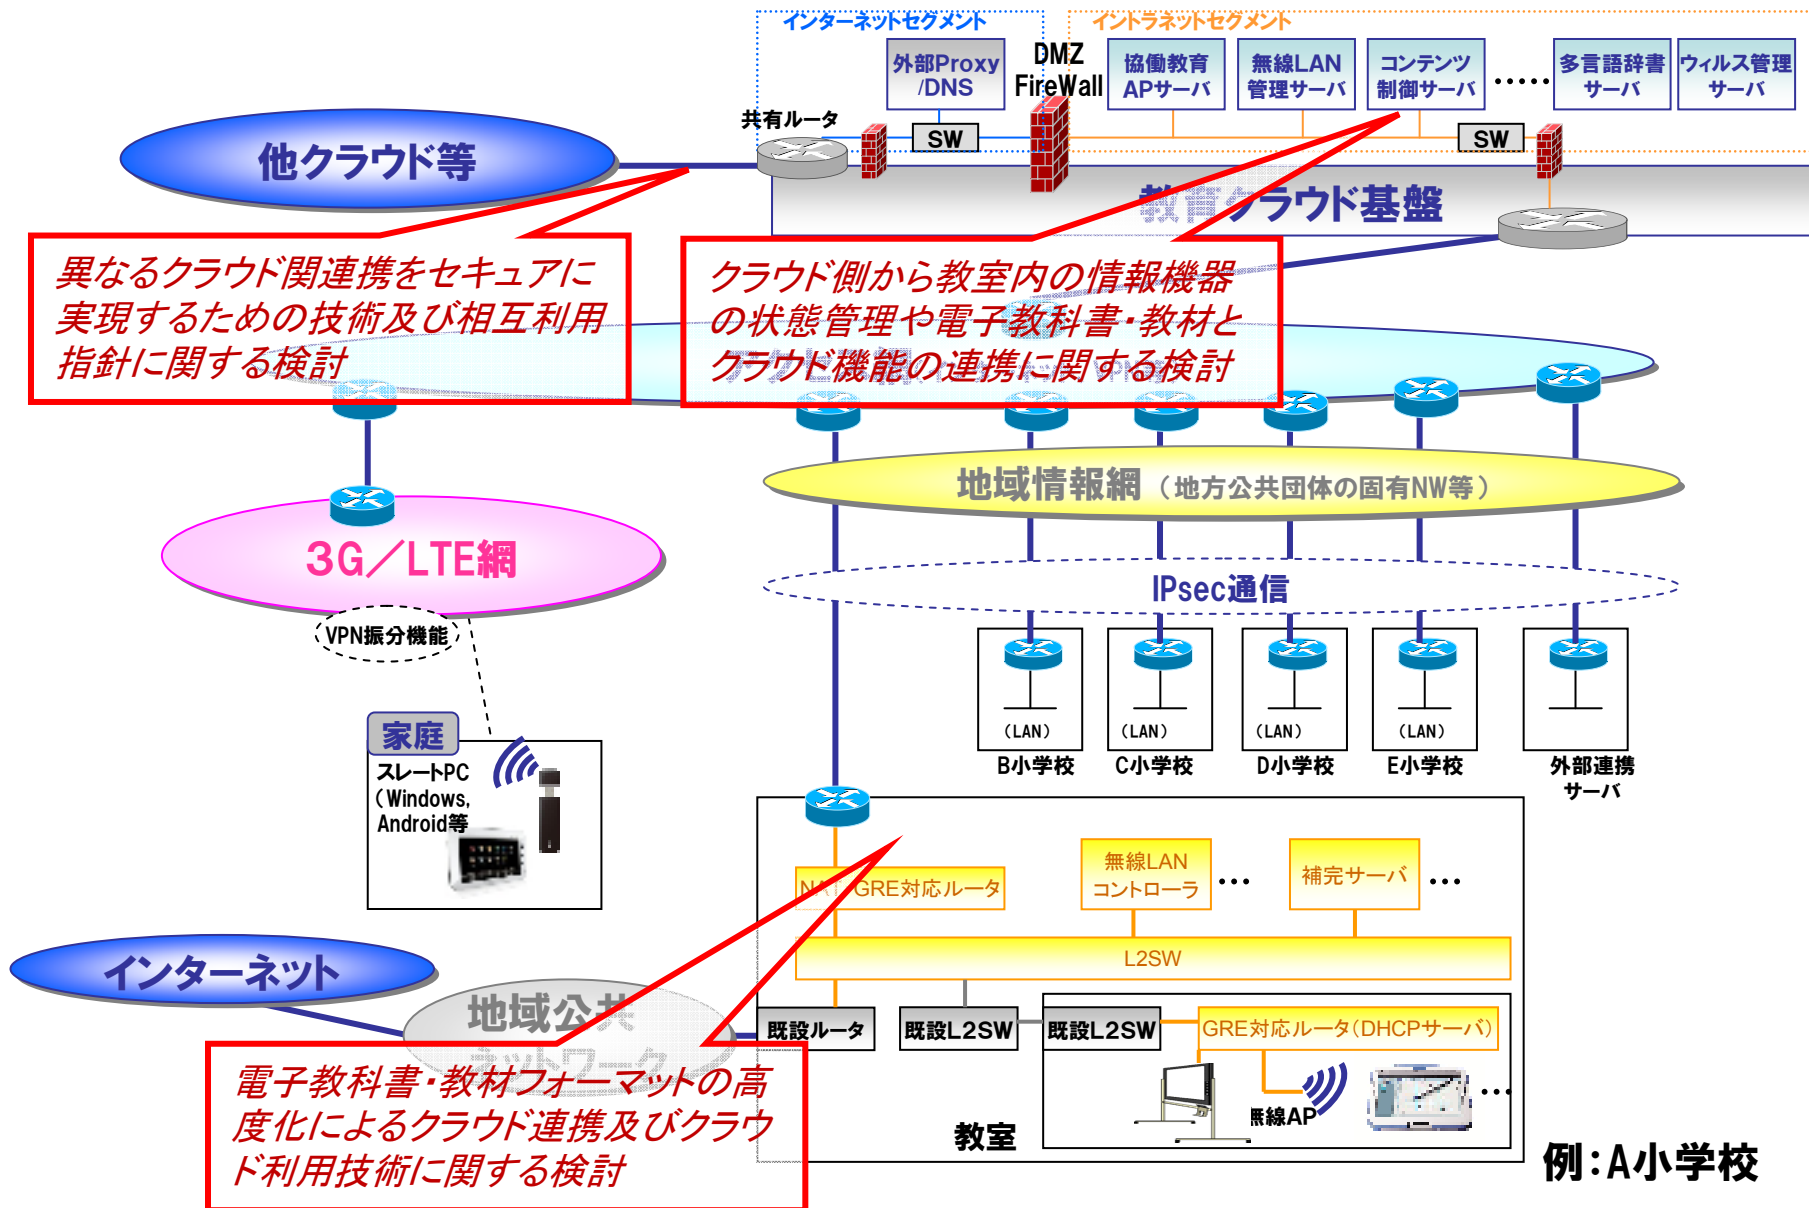 インターネットセグメント
イントラネットセグメント
外部Proxy
/DNS
DMZ
FireWall
協働教育
APサーバ
無線LAN
管理サーバ
コンテンツ
制御サーバ
・・・・・
多言語辞書
サーバ
ウィルス管理
サーバ
共有ルータ
SW
SW
他クラウド等
教育クラウド基盤
異なるクラウド関連携をセキュアに
実現するための技術及び相互利用
指針に関する検討
クラウド側から教室内の情報機器
の状態管理や電子教科書・教材と
クラウド機能の連携に関する検討
地域情報網（地方公共団体の固有NW等）
3G／LTE網
IPsec通信
VPN振分機能
家庭
スレートPC
（Windows,
Android等
（LAN）
（LAN）
（LAN）
（LAN）
B小学校
C小学校
D小学校
E小学校
外部連携
サーバ
GRE対応ルータ
無線LAN
コントローラ
・・・
補完サーバ
・・・
L2SW
インターネット
地域公共
ネットワーク
既設ルータ
既設L2SW
既設L2SW
GRE対応ルータ（DHCPサーバ）
無線AP
・・・
教室
電子教科書・教材フォーマットの高
度化によるクラウド連携及びクラウ
ド利用技術に関する検討
例：A小学校